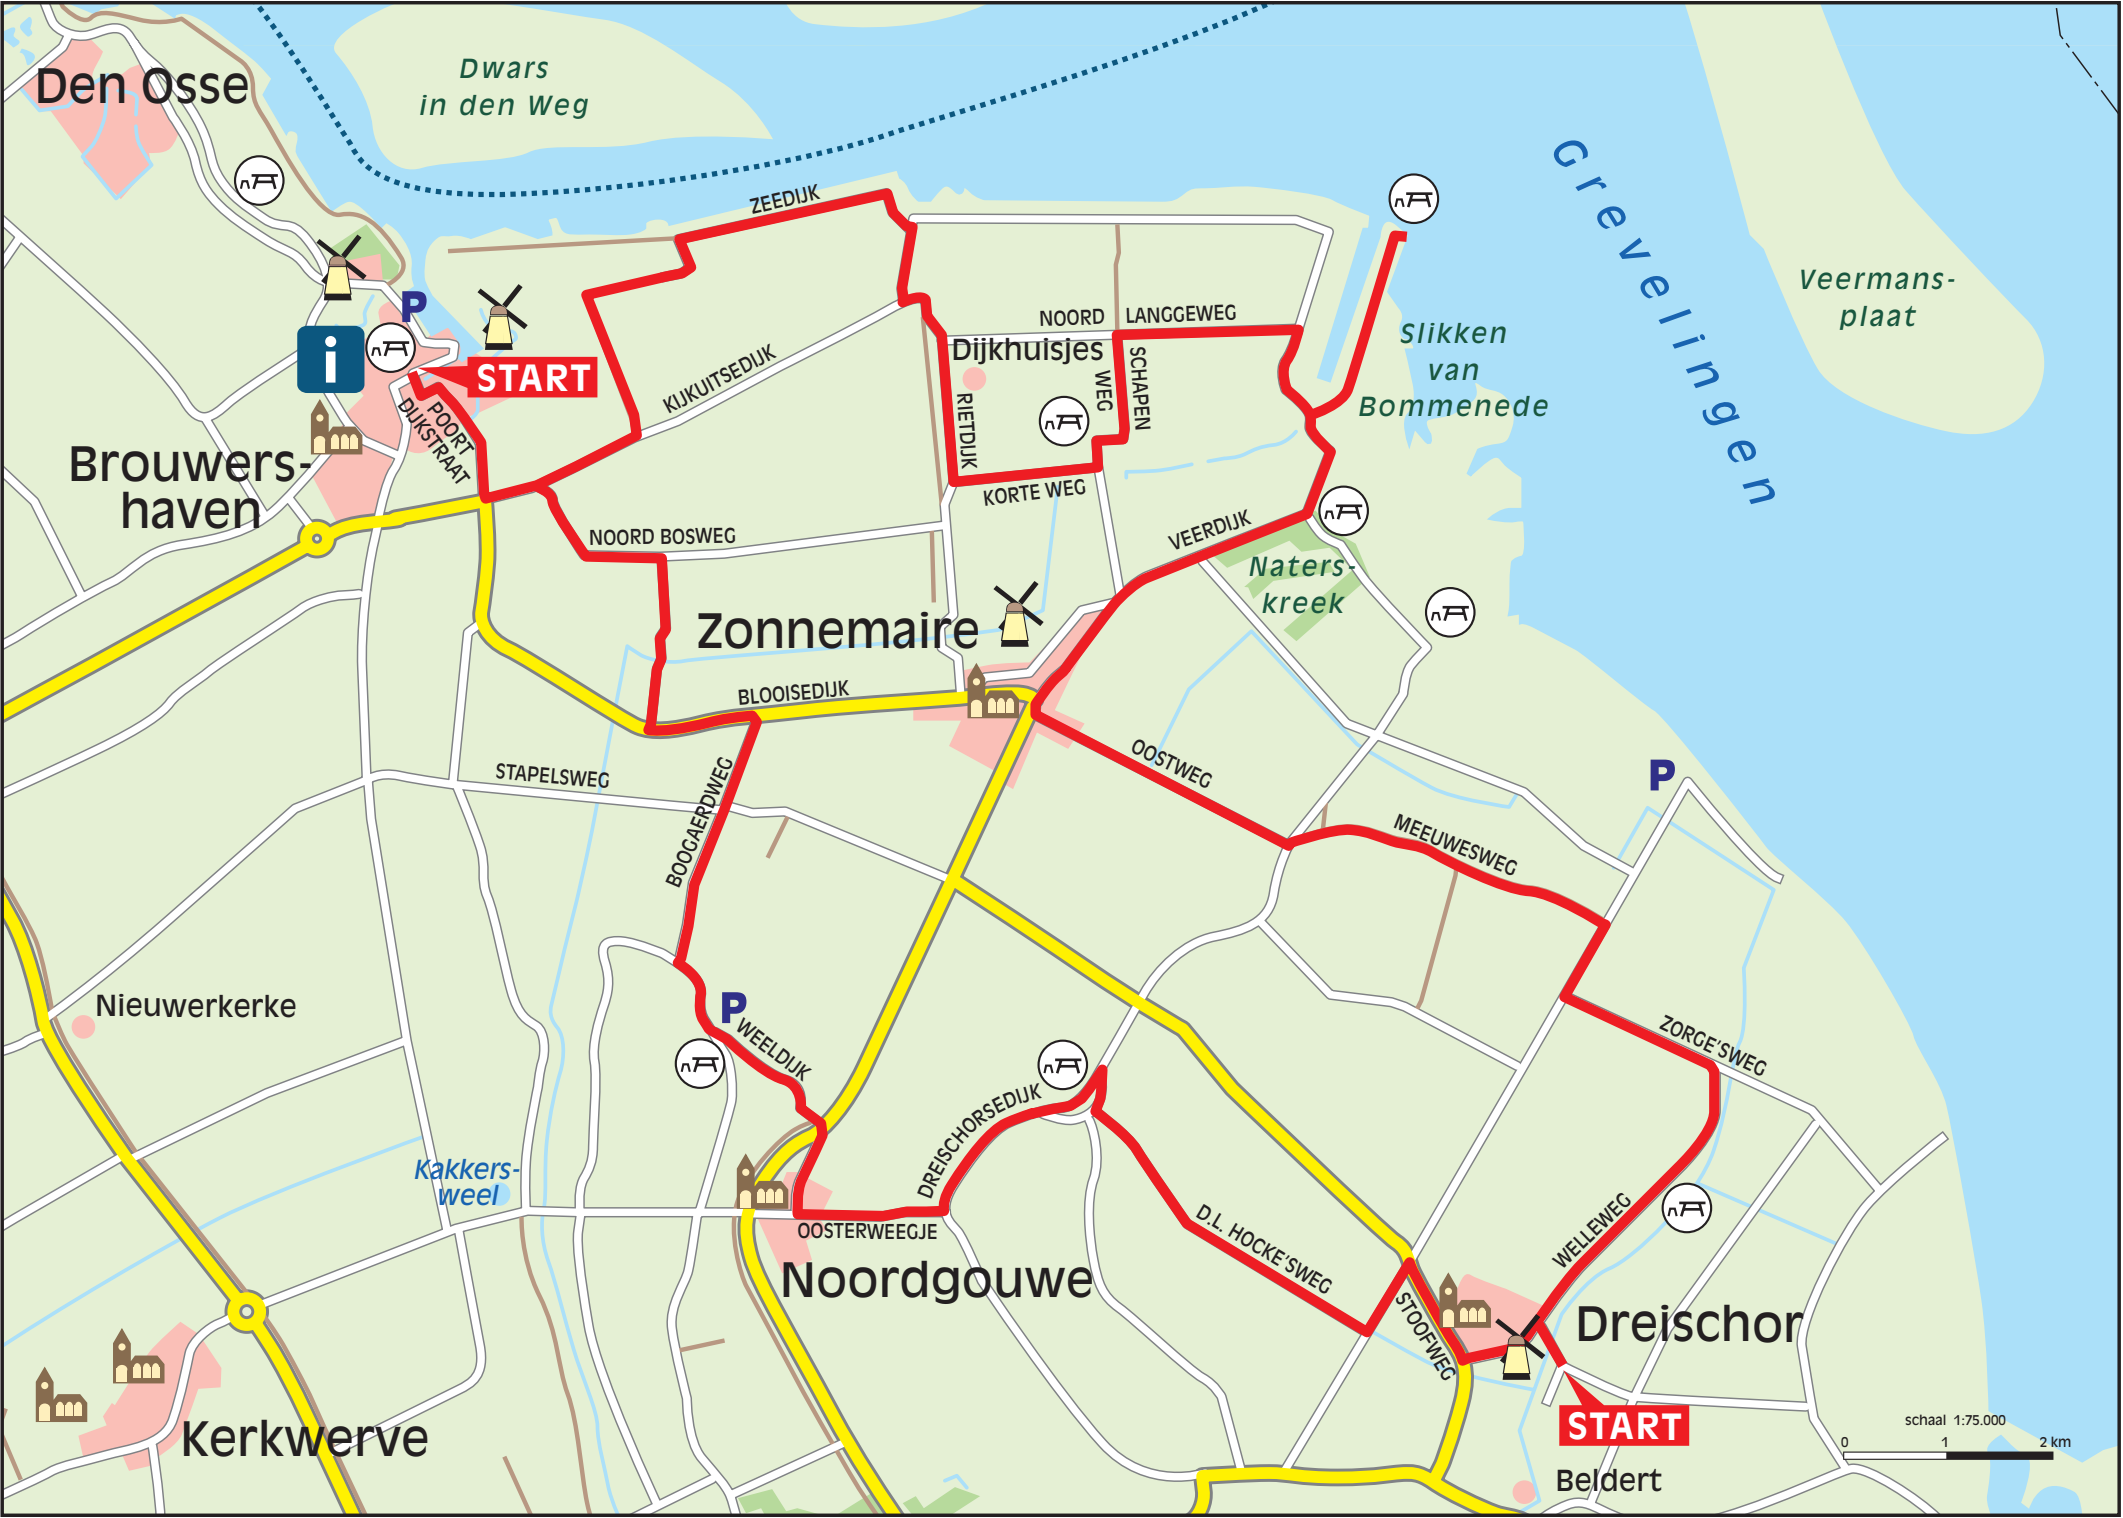 Den Osse
Dwars
in den Weg
Grevelingen
Veermans-
plaat
ZEEDIJK
P
i
START
NOORD LANGGEWEG
Dijkhuisjes
SCHAPEN
WEG
Slikken
van
Bommenede
KIJKUITSEDIJK
RIETDIJK
POORT
DIJKSTRAAT
Brouwers-
haven
KORTE WEG
NOORD BOSWEG
VEERDIJK
Naters-
kreek
Zonnemaire
BLOOISEDIJK
OOSTWEG
STAPELSWEG
BOOGAERDWEG
P
MEEUWESWEG
Nieuwerkerke
P
WEELDIJK
ZORGE'SWEG
DREISCHORSEDIJK
Kakkers-
weel
OOSTERWEEGJE
D.L. HOCKE'SWEG
WELLEWEG
Noordgouwe
STOOFWEG
Dreischor
START
Kerkwerve
Beldert
schaal 1:75.000
0 1 2 km